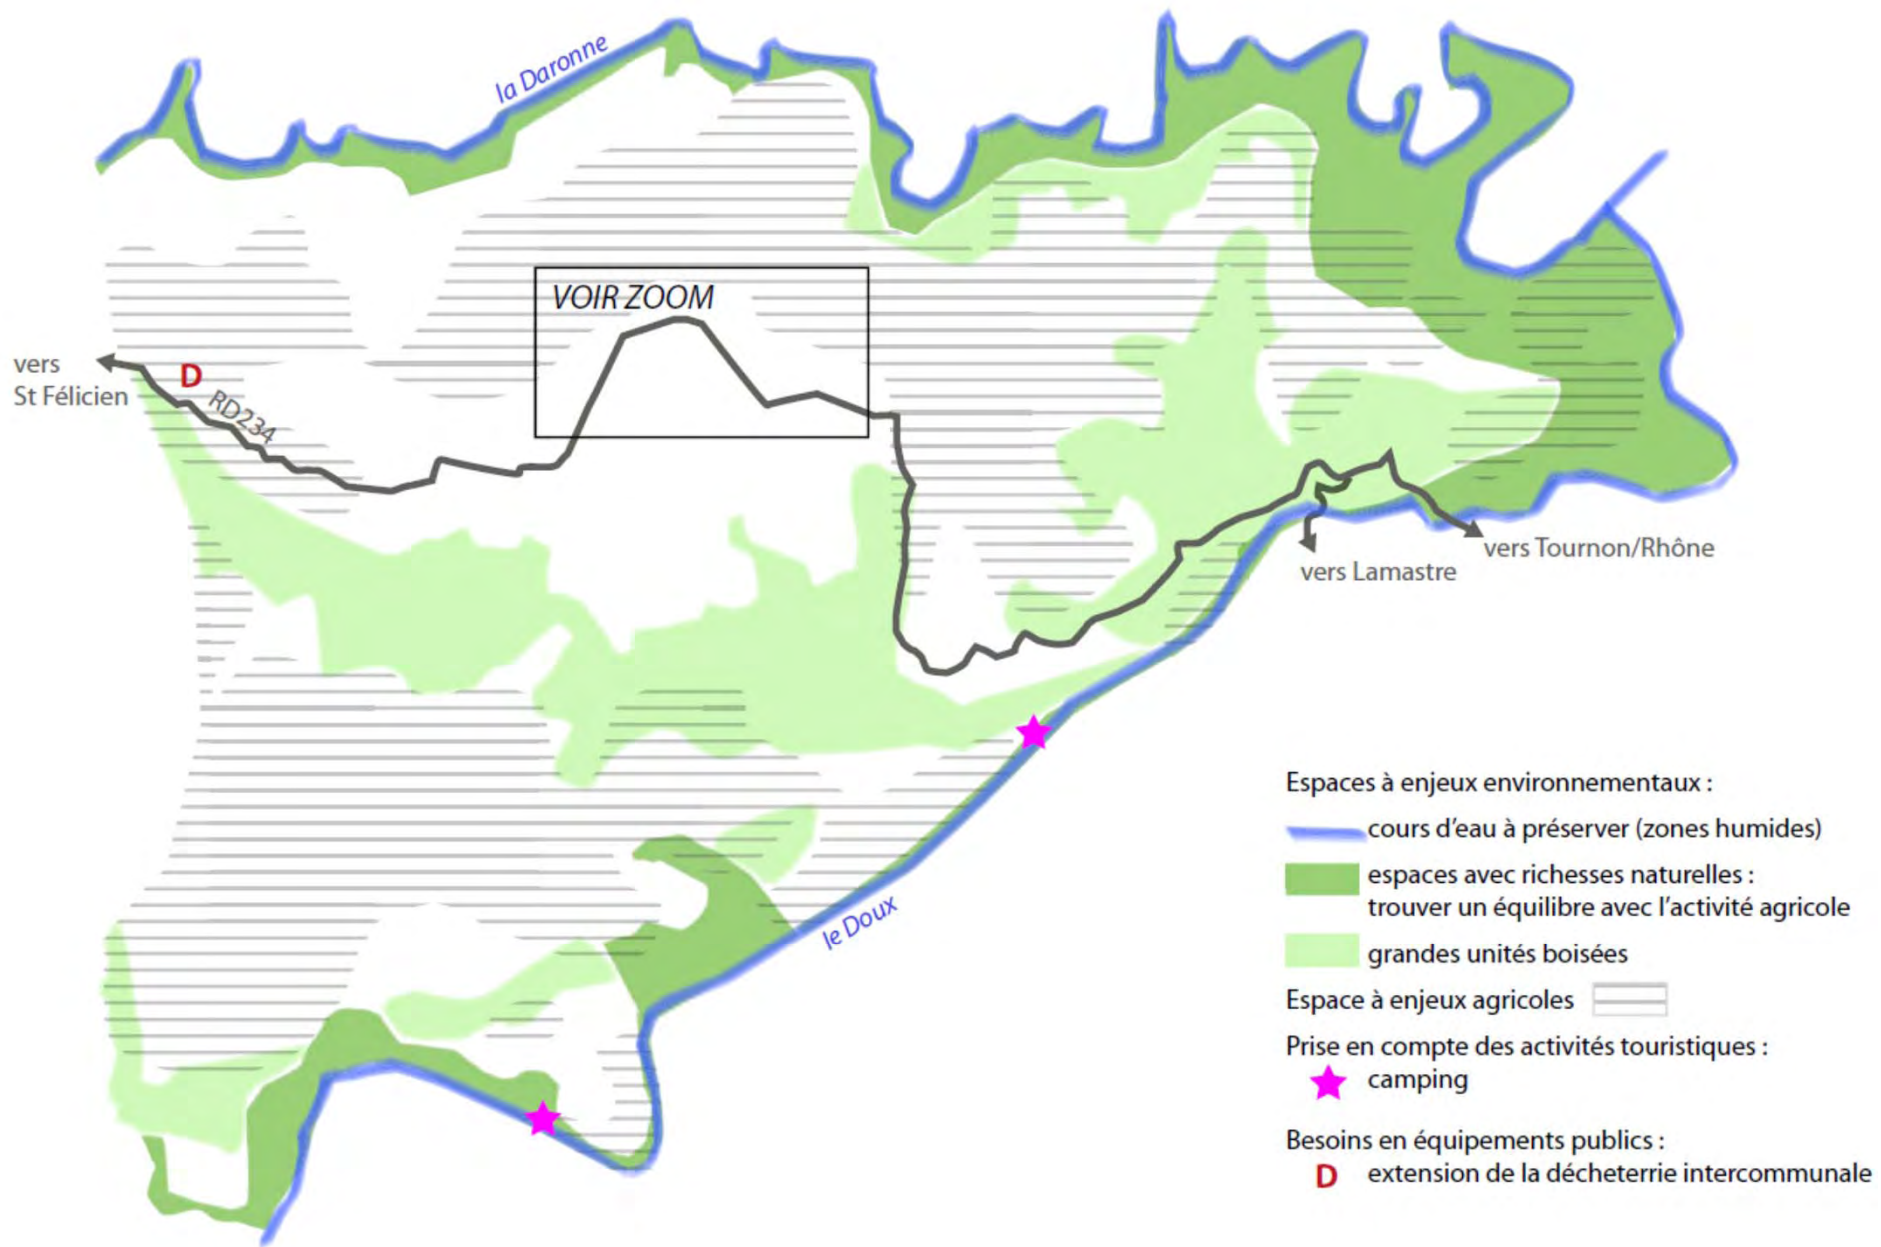 la Daronne
VOIR ZOOM
vers
St Félicien
D
RD234
vers Tournon/Rhône
vers Lamastre
le Doux
Espaces à enjeux environnementaux :
cours d'eau à préserver (zones humides)
espaces avec richesses naturelles :
trouver un équilibre avec l'activité agricole
grandes unités boisées
Espace à enjeux agricoles
Prise en compte des activités touristiques :
camping
Besoins en équipements publics :
D extension de la décheterrie intercommunale